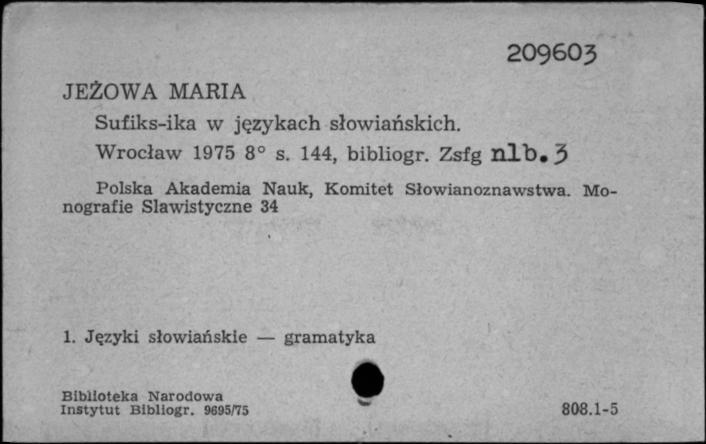 209603
JEŻOWA MARIA
Sufiks-ika w językach słowiańskich.
Wrocław 1975 8° s. 144, bibliogr. Zsfg nlb. 3
Polska Akademia Nauk, Komitet Słowianoznawstwa. Mo-
nografie Slawistyczne 34
1. Języki słowiańskie — gramatyka
Biblioteka Narodowa
Instytut Bibliogr. 9695/75
808.1-5